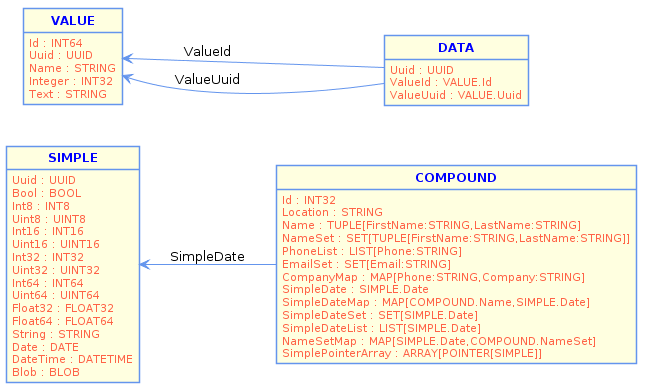 VALUE
Id : INT64
Uuid : UUID
Name : STRING
Integer : INT32
Text : STRING
ValueId
ValueUuid
DATA
Uuid : UUID
ValueId : VALUE.Id
ValueUuid : VALUE.Uuid
SIMPLE
Uuid : UUID
Bool : BOOL
Int8 : INT8
Uint8 : UINT8
Int16 : INT16
Uint16 : UINT16
Int32 : INT32
Uint32 : UINT32
Int64 : INT64
Uint64 : UINT64
Float32 : FLOAT32
Float64 : FLOAT64
String : STRING
Date : DATE
DateTime : DATETIME
Blob : BLOB
SimpleDate
COMPOUND
Id : INT32
Location : STRING
Name : TUPLE[FirstName:STRING,LastName:STRING]
NameSet : SET[TUPLE[FirstName:STRING,LastName:STRING]]
PhoneList : LIST[Phone:STRING]
EmailSet : SET[Email:STRING]
CompanyMap : MAP[Phone:STRING,Company:STRING]
SimpleDate : SIMPLE.Date
SimpleDateMap : MAP[COMPOUND.Name,SIMPLE.Date]
SimpleDateSet : SET[SIMPLE.Date]
SimpleDateList : LIST[SIMPLE.Date]
NameSetMap : MAP[SIMPLE.Date,COMPOUND.NameSet]
SimplePointerArray : ARRAY[POINTER[SIMPLE]]